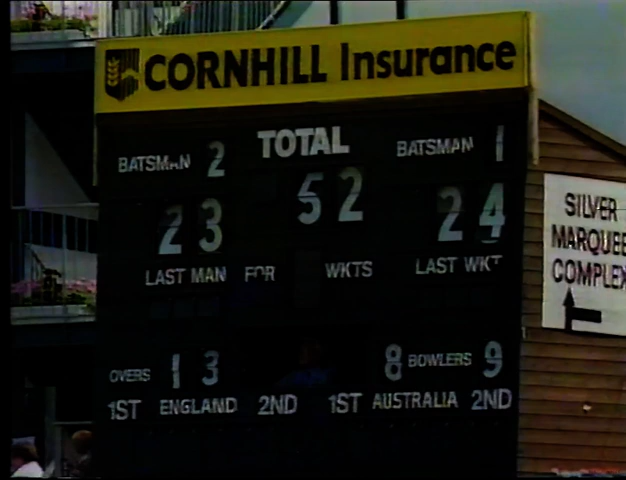 CORNHILL Insurance
BATSMAN 2 TOTAL BATSMAN 1
23 52 24
LAST MAN FOR WKTS LAST WKT
OVERS 13 8 BOWLERS 9
1ST ENGLAND 2ND 1ST AUSTRALIA 2ND
SILVER
MARQUEE
COMPLEX